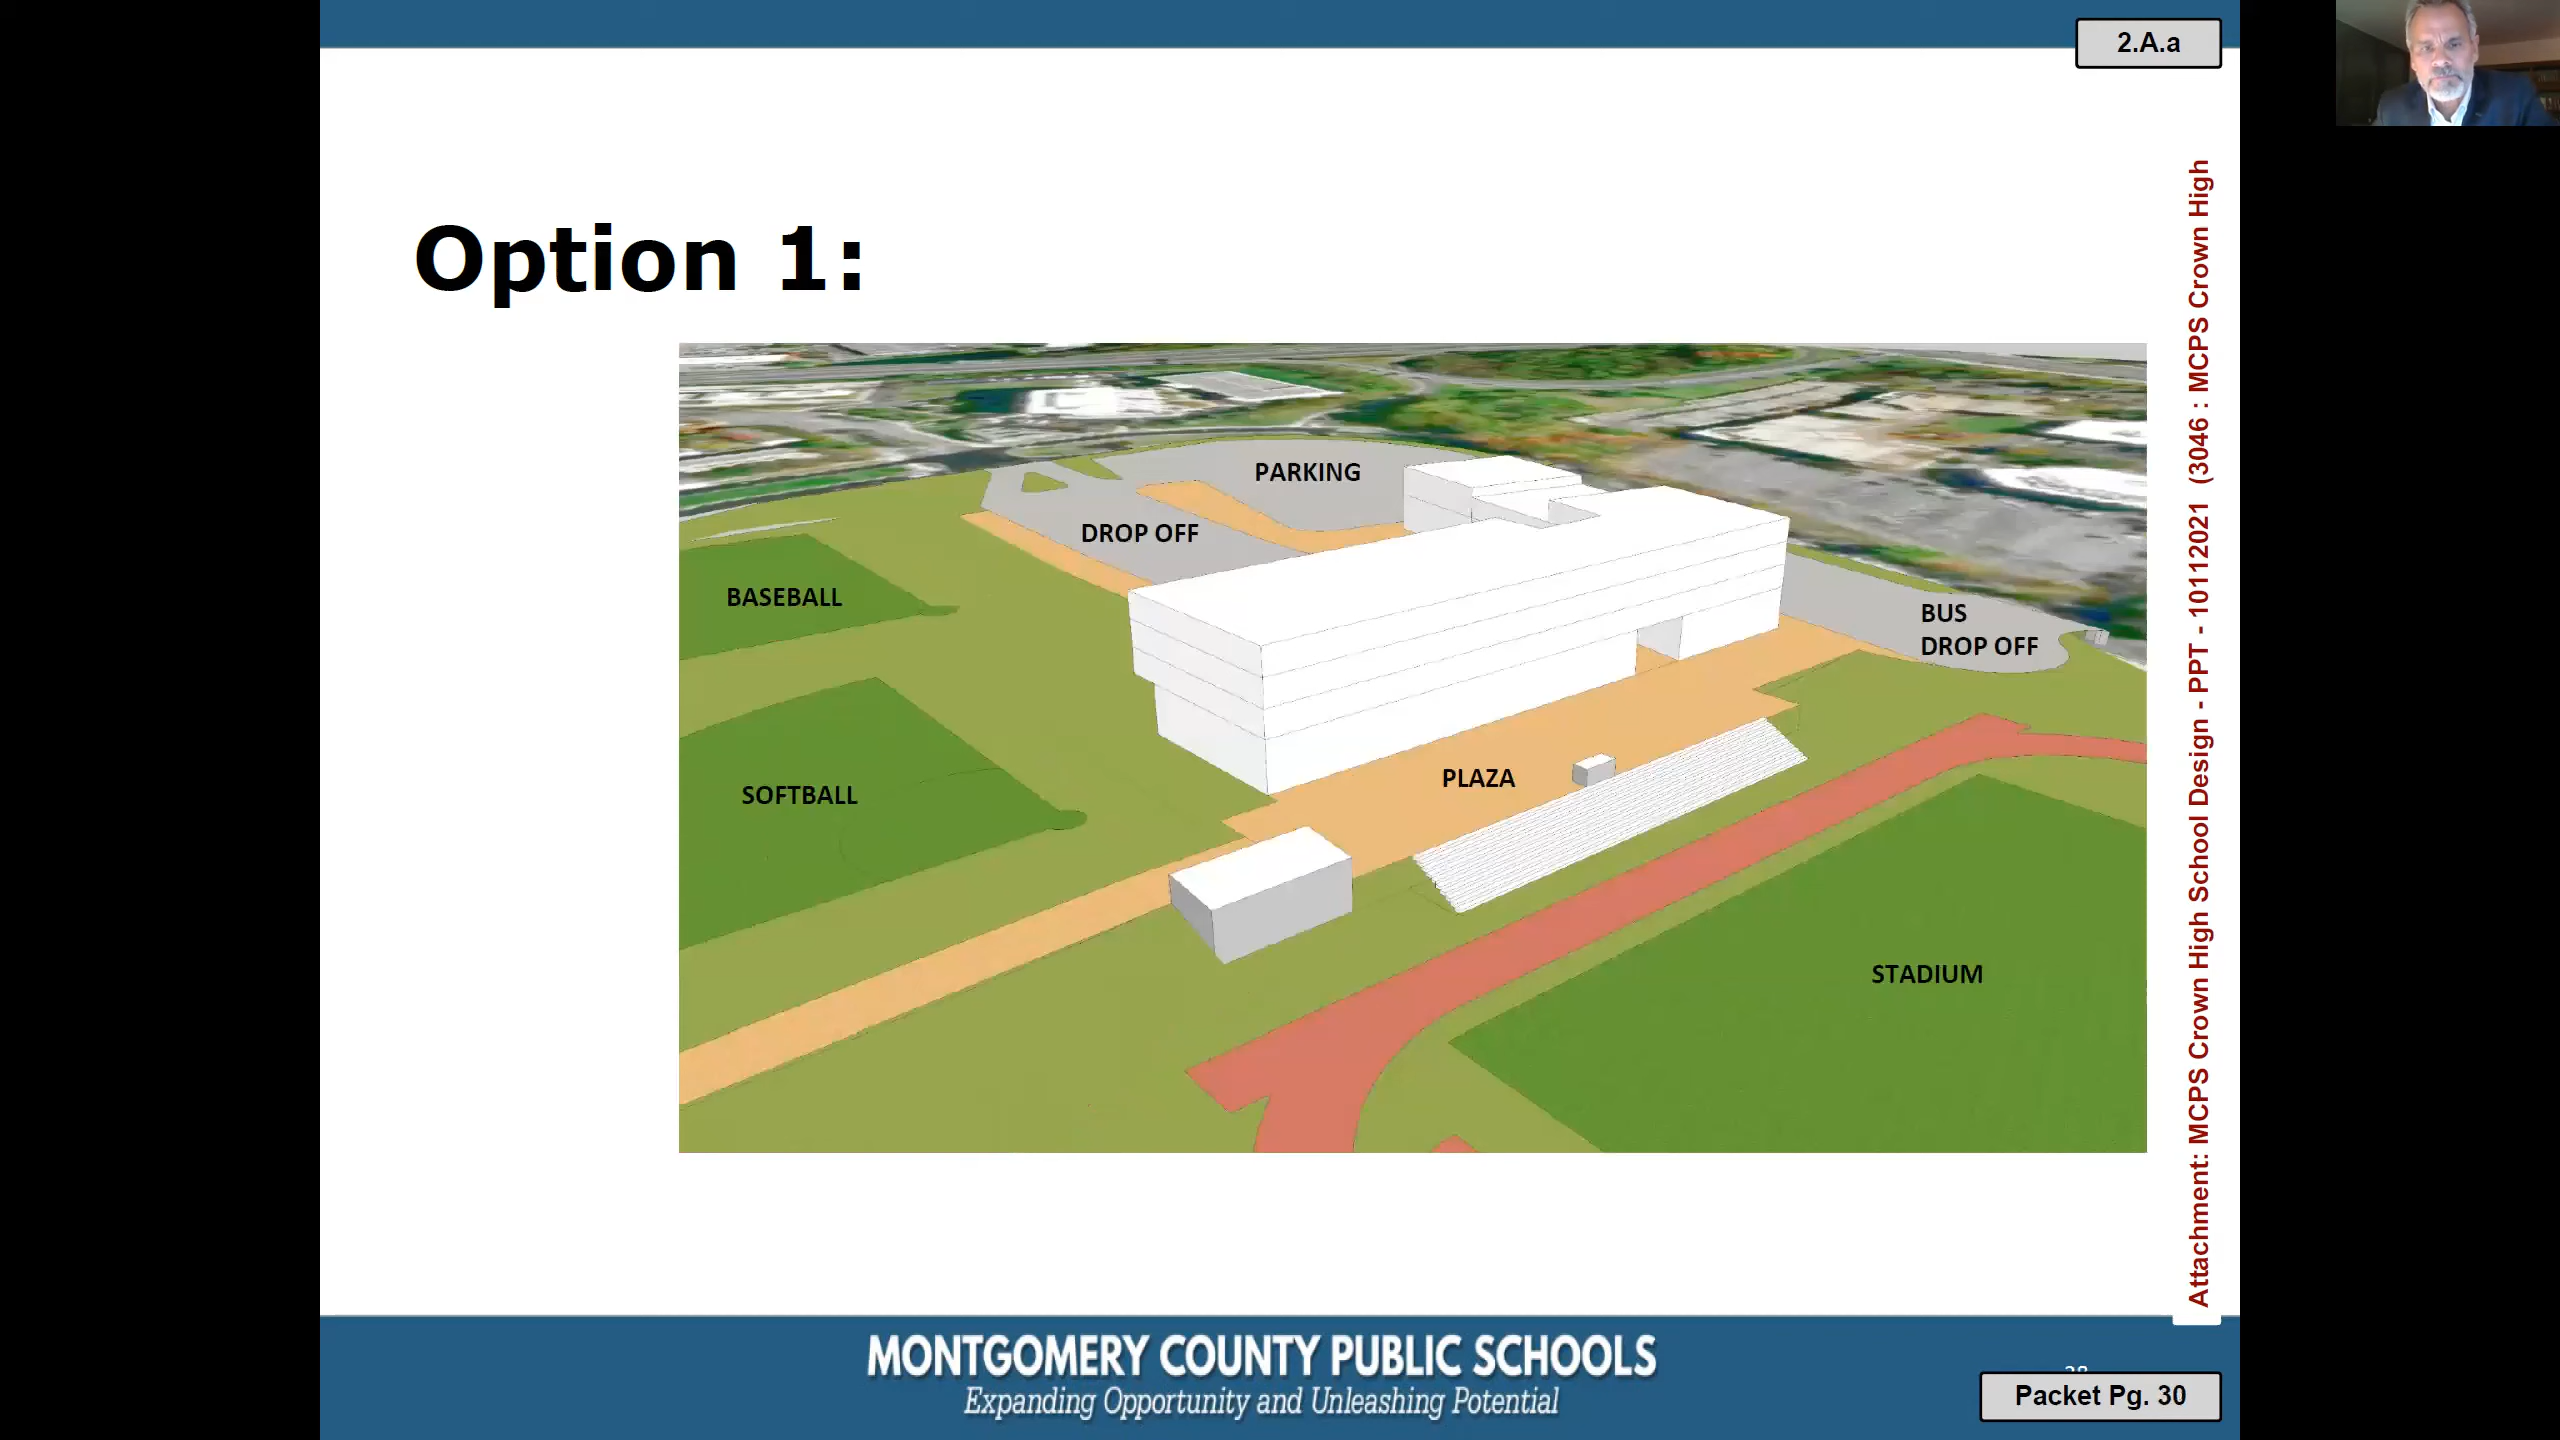 2.A.a
Option 1:
PARKING
DROP OFF
BASEBALL
BUS
DROP OFF
SOFTBALL
PLAZA
STADIUM
Attachment: MCPS Crown High School Design - PPT - 10112021 (3046 : MCPS Crown High
MONTGOMERY COUNTY PUBLIC SCHOOLS
Expanding Opportunity and Unleashing Potential
Packet Pg. 30